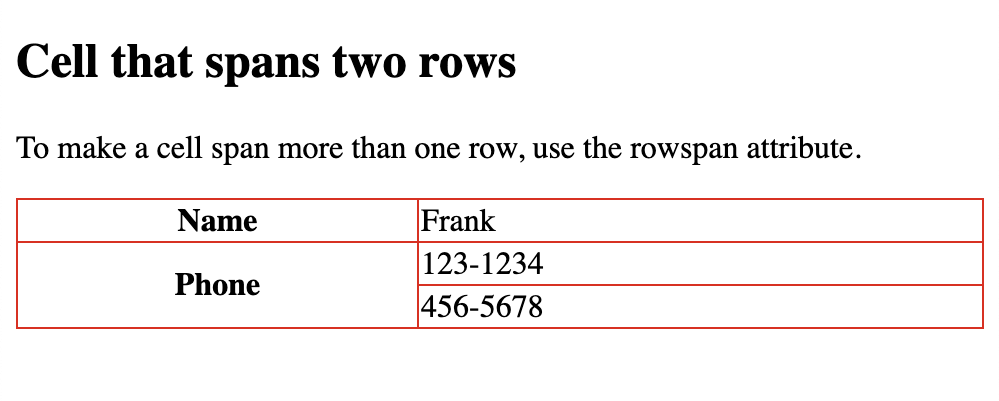 Cell that spans two rows
To make a cell span more than one row, use the rowspan attribute.
Name Frank
Phone 123-1234
456-5678